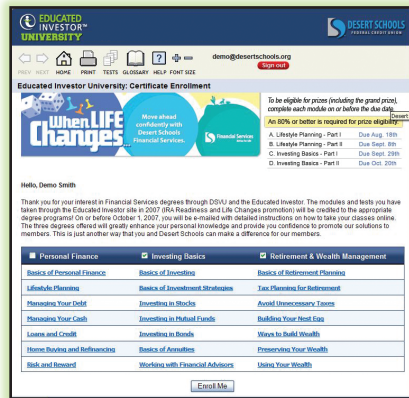 EDUCATED
INVESTOR™
UNIVERSITY
DESERT SCHOOLS
FEDERAL CREDIT UNION
demo@desertschools.org
Sign out
PREV NEXT HOME PRINT TESTS GLOSSARY HELP FONT SIZE
Educated Investor University: Certificate Enrollment
When LIFE
Changes...
Move ahead
confidently with
Desert Schools
Financial Services.
Financial Services
To be eligible for prizes (including the grand prize),
complete each module on or before the due date.
Desert
An 80% or better is required for prize eligibility.
A. Lifestyle Planning - Part I Due Aug. 18th
B. Lifestyle Planning - Part II Due Sept. 8th
C. Investing Basics - Part I Due Sept. 29th
D. Investing Basics - Part II Due Oct. 20th
Hello, Demo Smith
Thank you for your interest in Financial Services degrees through DSVU and the Educated Investor. The modules and tests you have
taken through the Educated Investor site in 2007 (IRA Readiness and Life Changes promotion) will be credited to the appropriate
degree programs! On or before October 1, 2007, you will be e-mailed with detailed instructions on how to take your classes online.
The three degrees offered will greatly enhance your personal knowledge and provide you confidence to promote our solutions to
members. This is just another way that you and Desert Schools can make a difference for our members.
Personal Finance Investing Basics Retirement & Wealth Management
Basics of Personal Finance Basics of Investing Basics of Retirement Planning
Lifestyle Planning Basics of Investment Strategies Tax Planning for Retirement
Managing Your Debt Investing in Stocks Avoid Unnecessary Taxes
Managing Your Cash Investing in Mutual Funds Building Your Nest Egg
Loans and Credit Investing in Bonds Ways to Build Wealth
Home Buying and Refinancing Basics of Annuities Preserving Your Wealth
Risk and Reward Working with Financial Advisors Using Your Wealth
Enroll Me